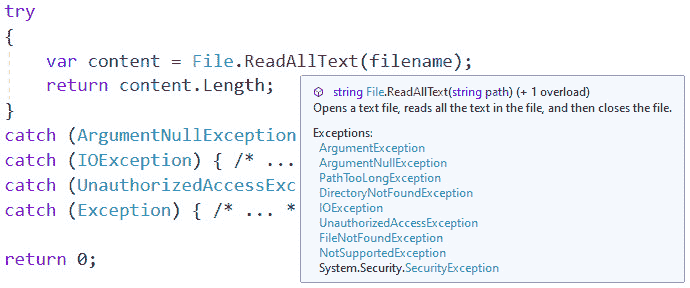 try
{
var content = File.ReadAllText(filename);
return content.Length;
}
catch (ArgumentNullException
catch (IOException) { /* ...
catch (UnauthorizedAccessExc
catch (Exception) { /* ... *
return 0;
string File.ReadAllText(string path) (+ 1 overload)
Opens a text file, reads all the text in the file, and then closes the file.
Exceptions:
ArgumentException
ArgumentNullException
PathTooLongException
DirectoryNotFoundException
IOException
UnauthorizedAccessException
FileNotFoundException
NotSupportedException
System.Security.SecurityException